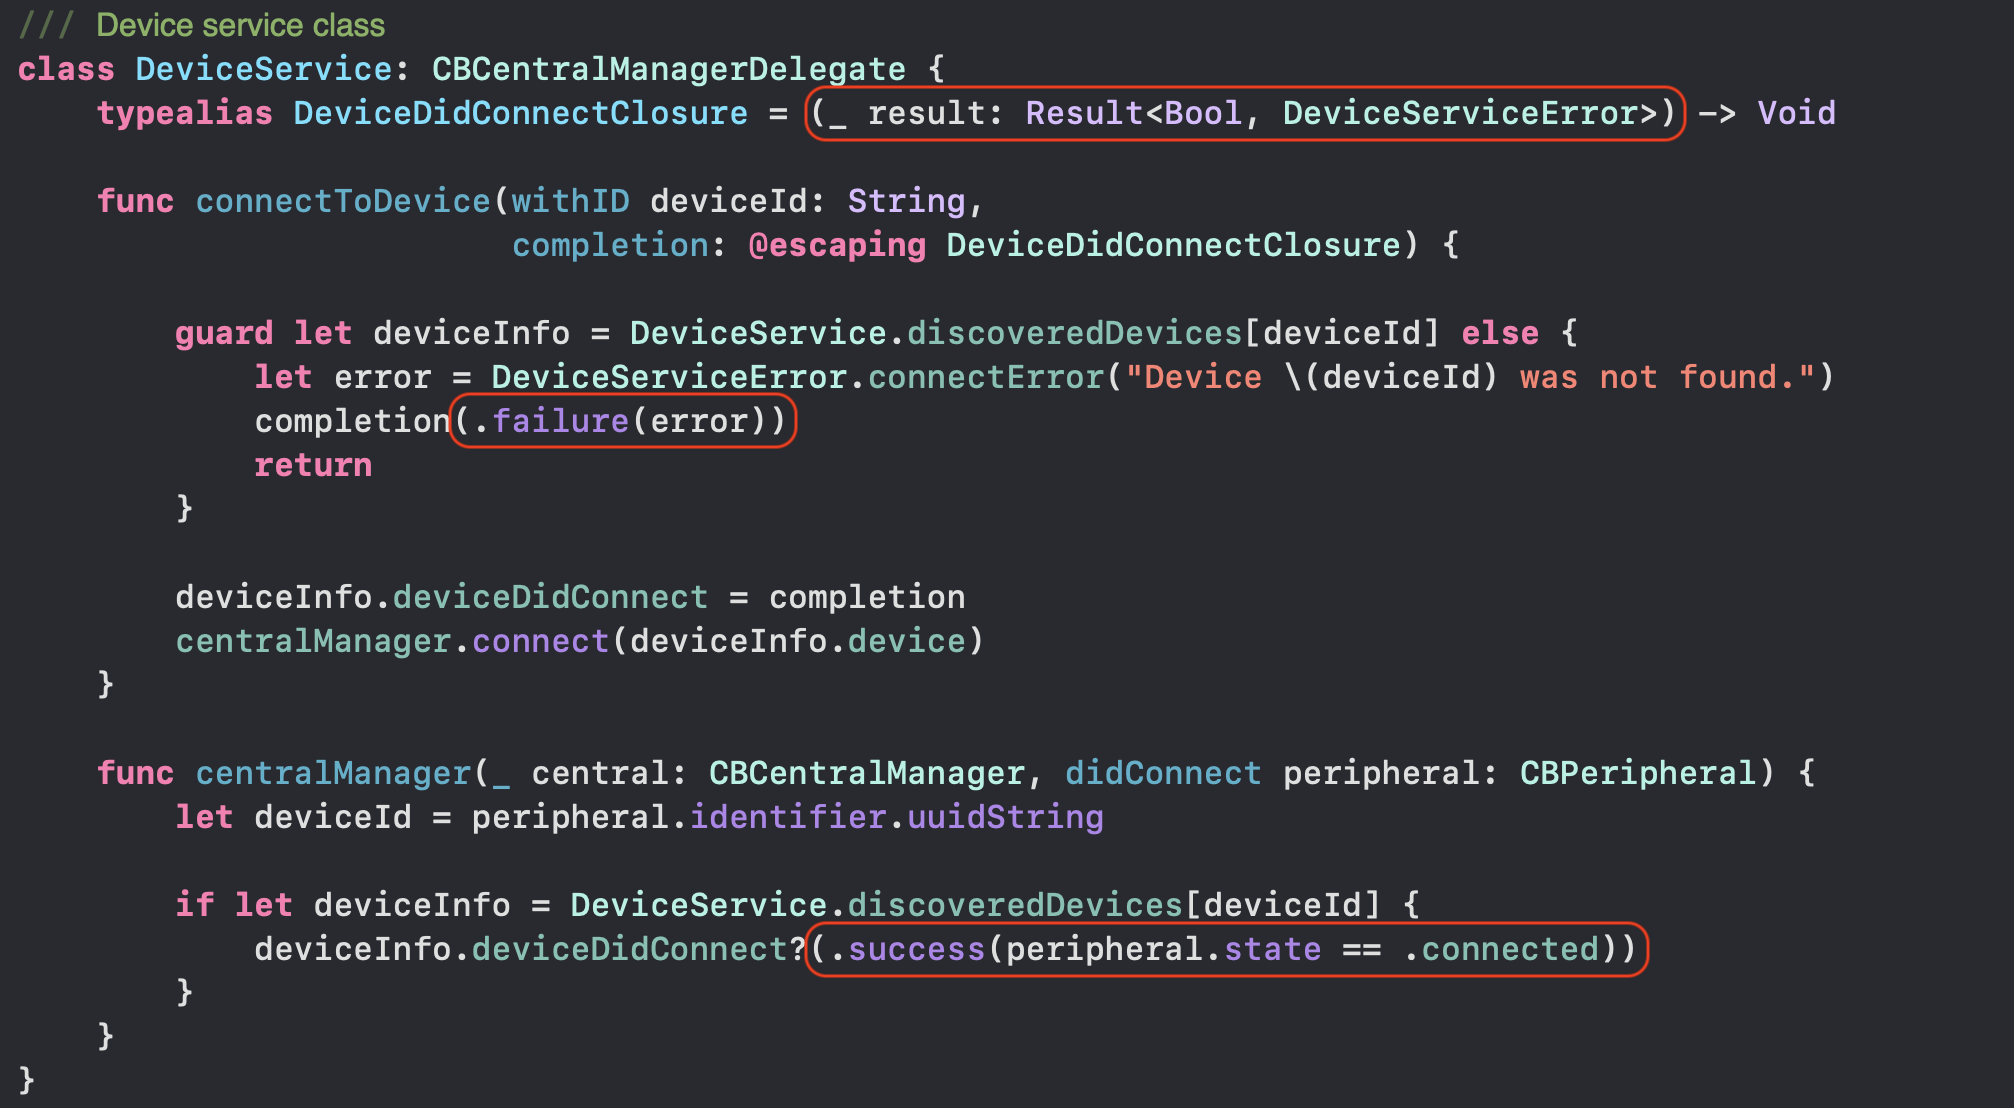 /// Device service class
class DeviceService: CBCentralManagerDelegate {
    typealias DeviceDidConnectClosure = (_ result: Result<Bool, DeviceServiceError>) -> Void

    func connectToDevice(withID deviceId: String,
                         completion: @escaping DeviceDidConnectClosure) {

        guard let deviceInfo = DeviceService.discoveredDevices[deviceId] else {
            let error = DeviceServiceError.connectError("Device \(deviceId) was not found.")
            completion(.failure(error))
            return
        }

        deviceInfo.deviceDidConnect = completion
        centralManager.connect(deviceInfo.device)
    }

    func centralManager(_ central: CBCentralManager, didConnect peripheral: CBPeripheral) {
        let deviceId = peripheral.identifier.uuidString

        if let deviceInfo = DeviceService.discoveredDevices[deviceId] {
            deviceInfo.deviceDidConnect?(.success(peripheral.state == .connected))
        }
    }
}